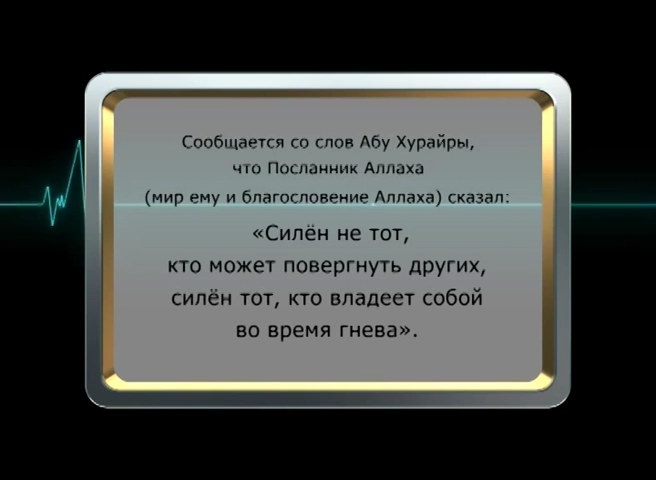 Сообщается со слов Абу Хурайры,
что Посланник Аллаха
(мир ему и благословение Аллаха) сказал:
«Силён не тот,
кто может повергнуть других,
силён тот, кто владеет собой
во время гнева».